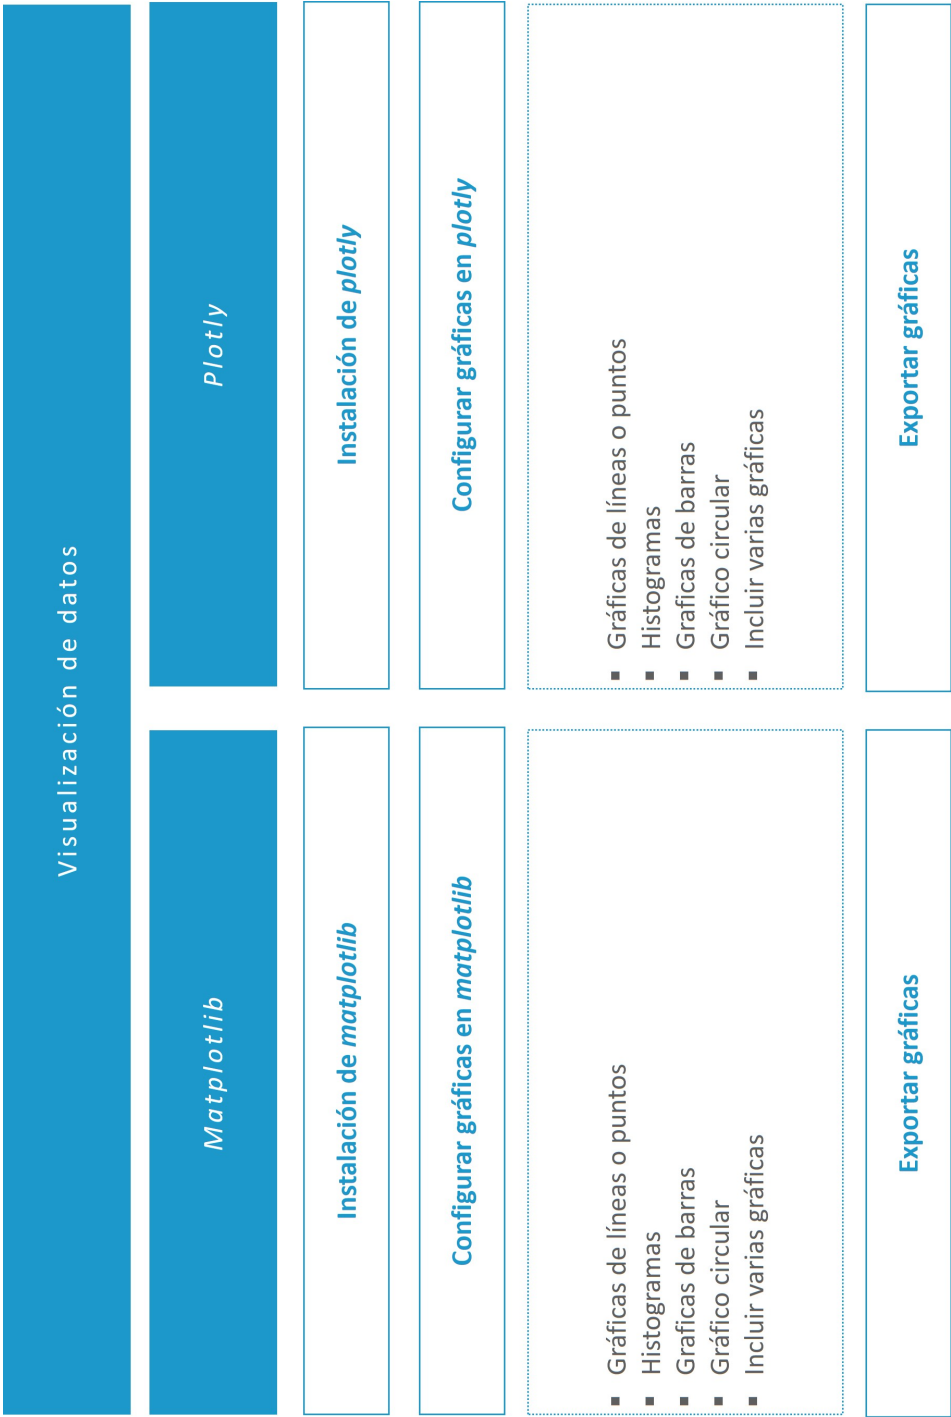 Visualización de datos
Matplotlib
Instalación de matplotlib
Configurar gráficas en matplotlib
▪ Gráficas de líneas o puntos
▪ Histogramas
▪ Graficas de barras
▪ Gráfico circular
▪ Incluir varias gráficas
Exportar gráficas
Plotly
Instalación de plotly
Configurar gráficas en plotly
▪ Gráficas de líneas o puntos
▪ Histogramas
▪ Graficas de barras
▪ Gráfico circular
▪ Incluir varias gráficas
Exportar gráficas